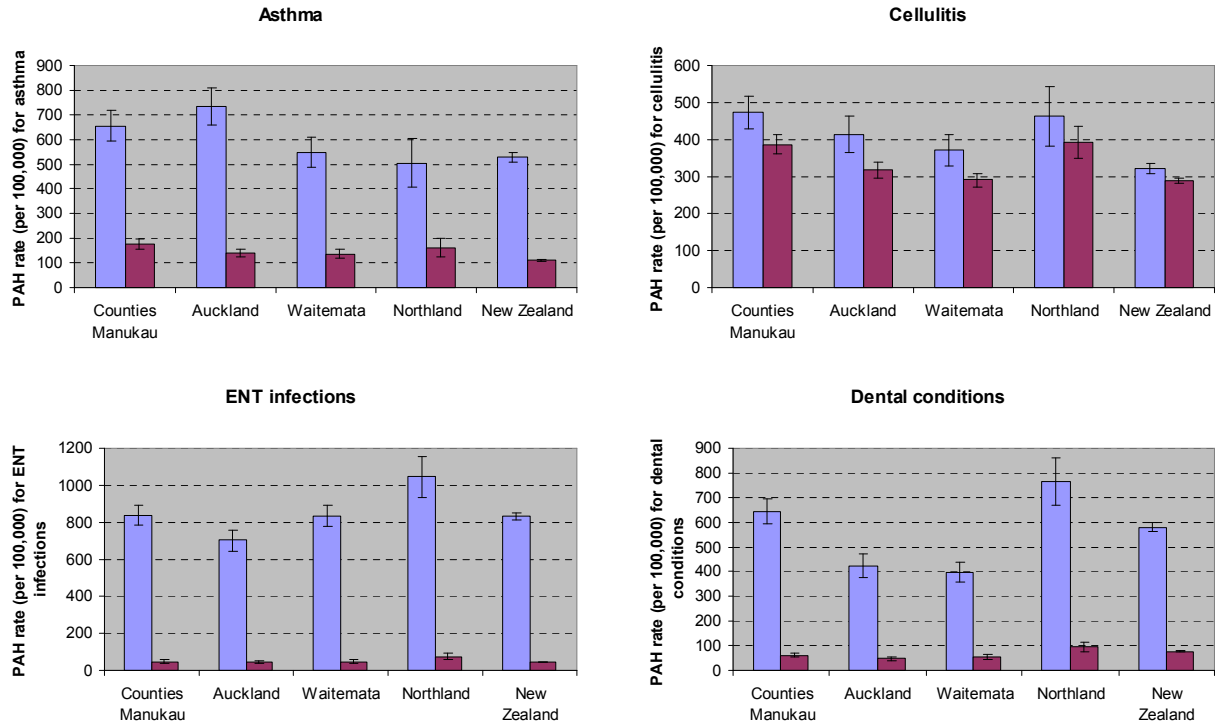 Asthma
PAH rate (per 100,000) for asthma
900
800
700
600
500
400
300
200
100
0
Counties
Manukau
Auckland
Waitemata
Northland
New Zealand
Cellulitis
PAH rate (per 100,000) for cellulitis
600
500
400
300
200
100
0
Counties
Manukau
Auckland
Waitemata
Northland
New Zealand
ENT infections
PAH rate (per 100,000) for ENT
infections
1200
1000
800
600
400
200
0
Counties
Manukau
Auckland
Waitemata
Northland
New
Zealand
Dental conditions
PAH rate (per 100,000) for dental
conditions
900
800
700
600
500
400
300
200
100
0
Counties
Manukau
Auckland
Waitemata
Northland
New
Zealand